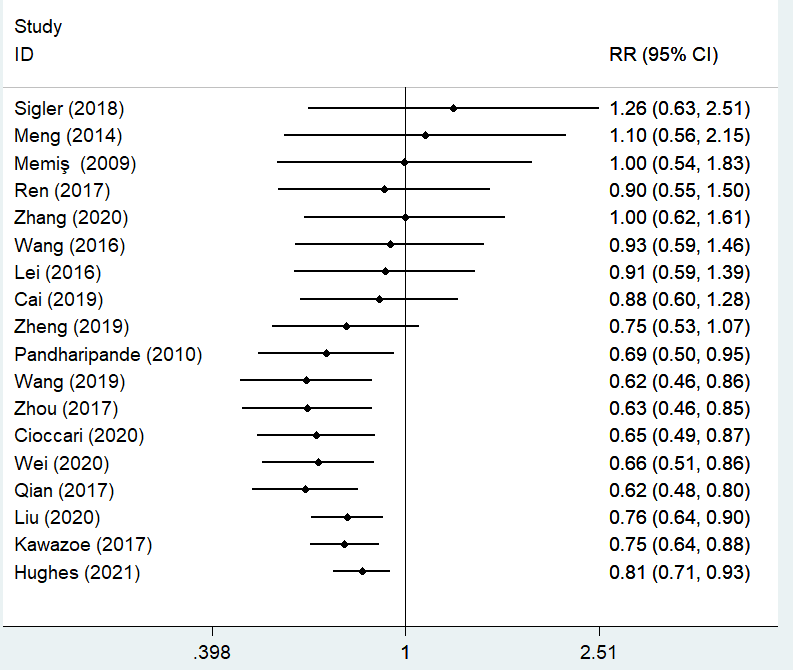 Study
ID RR (95% CI)
Sigler (2018) 1.26 (0.63, 2.51)
Meng (2014) 1.10 (0.56, 2.15)
Memiş (2009) 1.00 (0.54, 1.83)
Ren (2017) 0.90 (0.55, 1.50)
Zhang (2020) 1.00 (0.62, 1.61)
Wang (2016) 0.93 (0.59, 1.46)
Lei (2016) 0.91 (0.59, 1.39)
Cai (2019) 0.88 (0.60, 1.28)
Zheng (2019) 0.75 (0.53, 1.07)
Pandharipande (2010) 0.69 (0.50, 0.95)
Wang (2019) 0.62 (0.46, 0.86)
Zhou (2017) 0.63 (0.46, 0.85)
Cioccari (2020) 0.65 (0.49, 0.87)
Wei (2020) 0.66 (0.51, 0.86)
Qian (2017) 0.62 (0.48, 0.80)
Liu (2020) 0.76 (0.64, 0.90)
Kawazoe (2017) 0.75 (0.64, 0.88)
Hughes (2021) 0.81 (0.71, 0.93)
.398 1 2.51